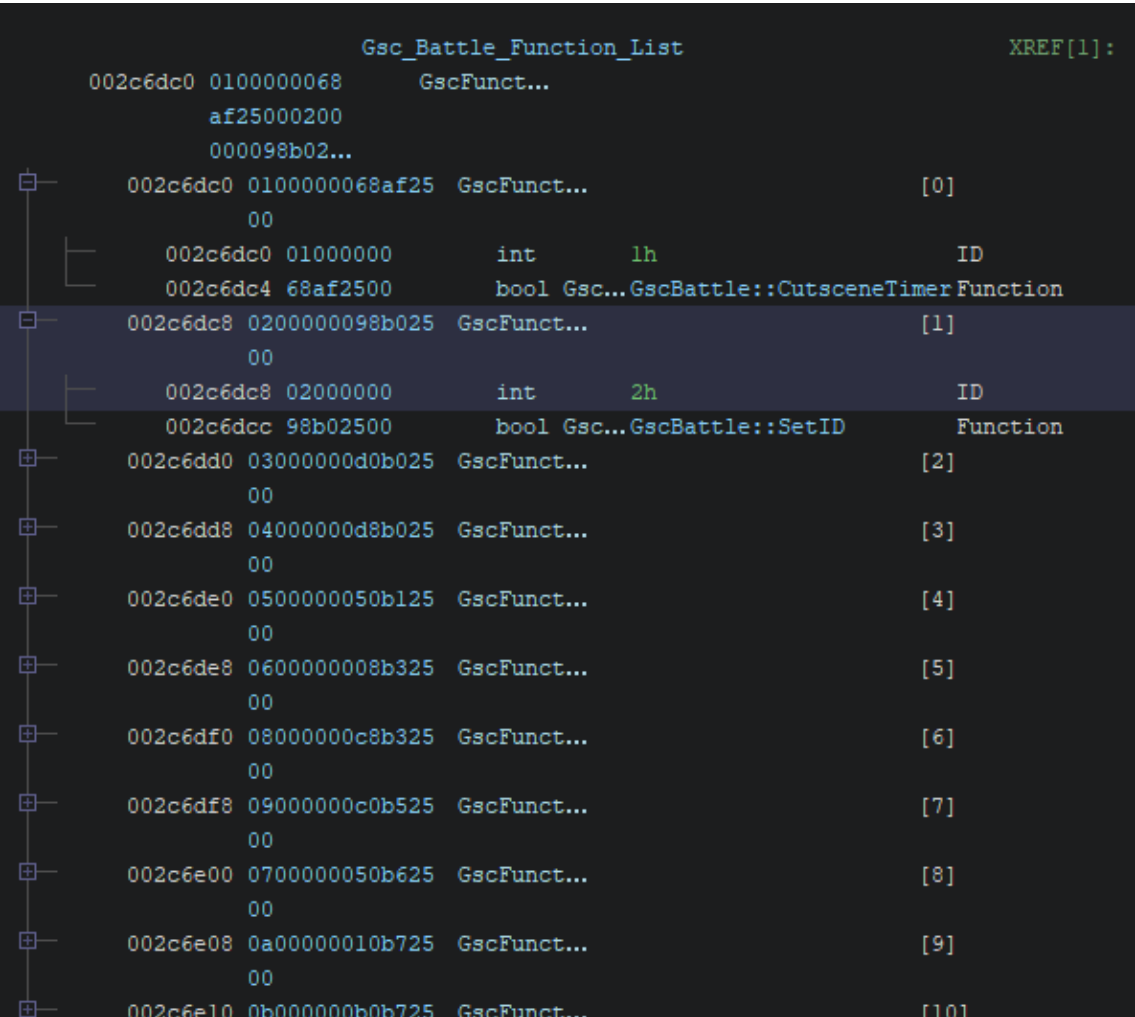 Gsc_Battle_Function_List XREF[1]:
002c6dc0 0100000068 GscFunct...
af25000200
000098b02...
002c6dc0 0100000068af25 GscFunct... [0]
00
002c6dc0 01000000 int 1h ID
002c6dc4 68af2500 bool Gsc...GscBattle::CutsceneTimer Function
002c6dc8 0200000098b025 GscFunct... [1]
00
002c6dc8 02000000 int 2h ID
002c6dcc 98b02500 bool Gsc...GscBattle::SetID Function
002c6dd0 03000000d0b025 GscFunct... [2]
00
002c6dd8 04000000d8b025 GscFunct... [3]
00
002c6de0 0500000050b125 GscFunct... [4]
00
002c6de8 0600000008b325 GscFunct... [5]
00
002c6df0 08000000c8b325 GscFunct... [6]
00
002c6df8 09000000c0b525 GscFunct... [7]
00
002c6e00 0700000050b625 GscFunct... [8]
00
002c6e08 0a00000010b725 GscFunct... [9]
00
002c6e10 0b000000b0b725 GscFunct... [10]